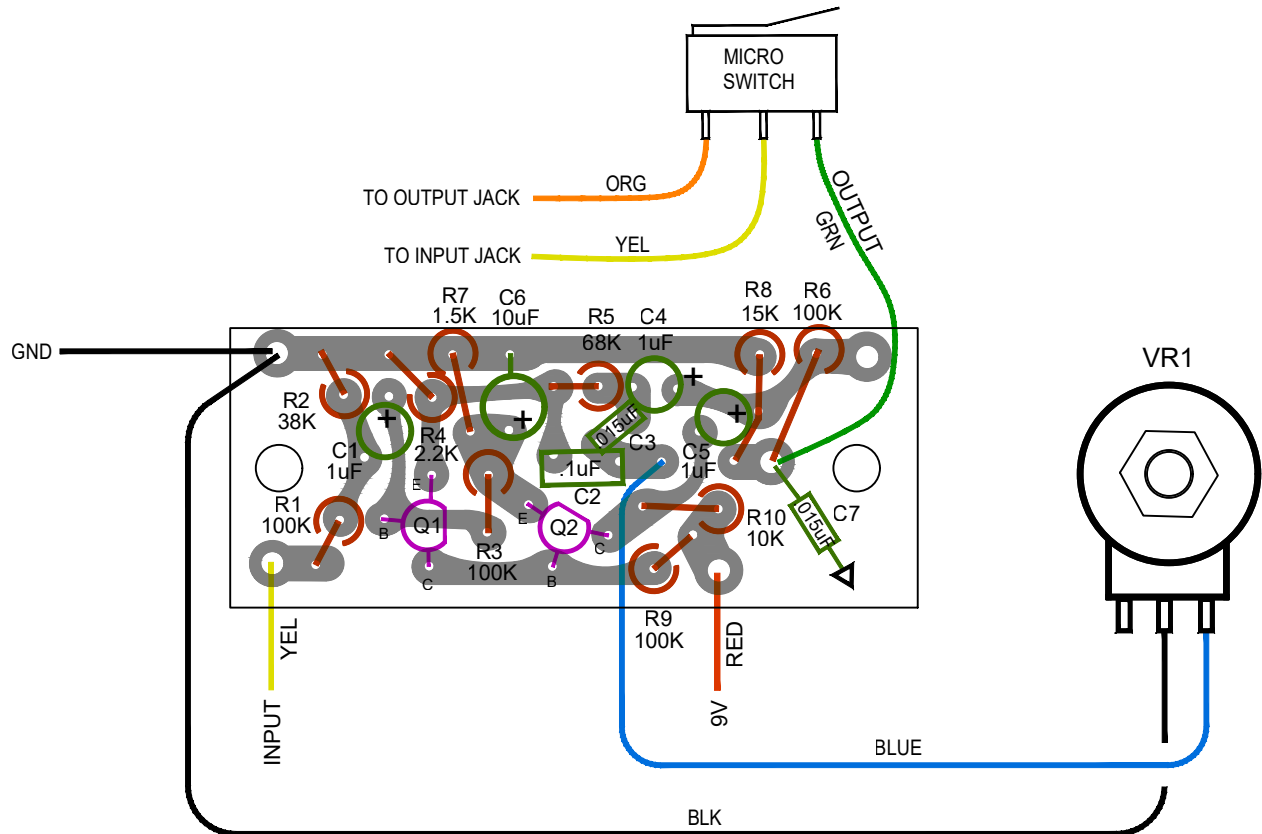 MICRO
SWITCH
ORG
TO OUTPUT JACK
OUTPUT
GRN
YEL
TO INPUT JACK
R7
1.5K
C6
10uF
R5
68K
C4
1uF
R8
15K
R6
100K
GND
VR1
+
+
+
R2
38K
R4
2.2K
C1
1uF
.015uF
C3
.1uF
C2
C5
1uF
E
R1
100K
B
Q1
C
R3
100K
E
Q2
C
B
R10
10K
.015uF
C7
R9
100K
YEL
INPUT
RED
9V
BLUE
BLK